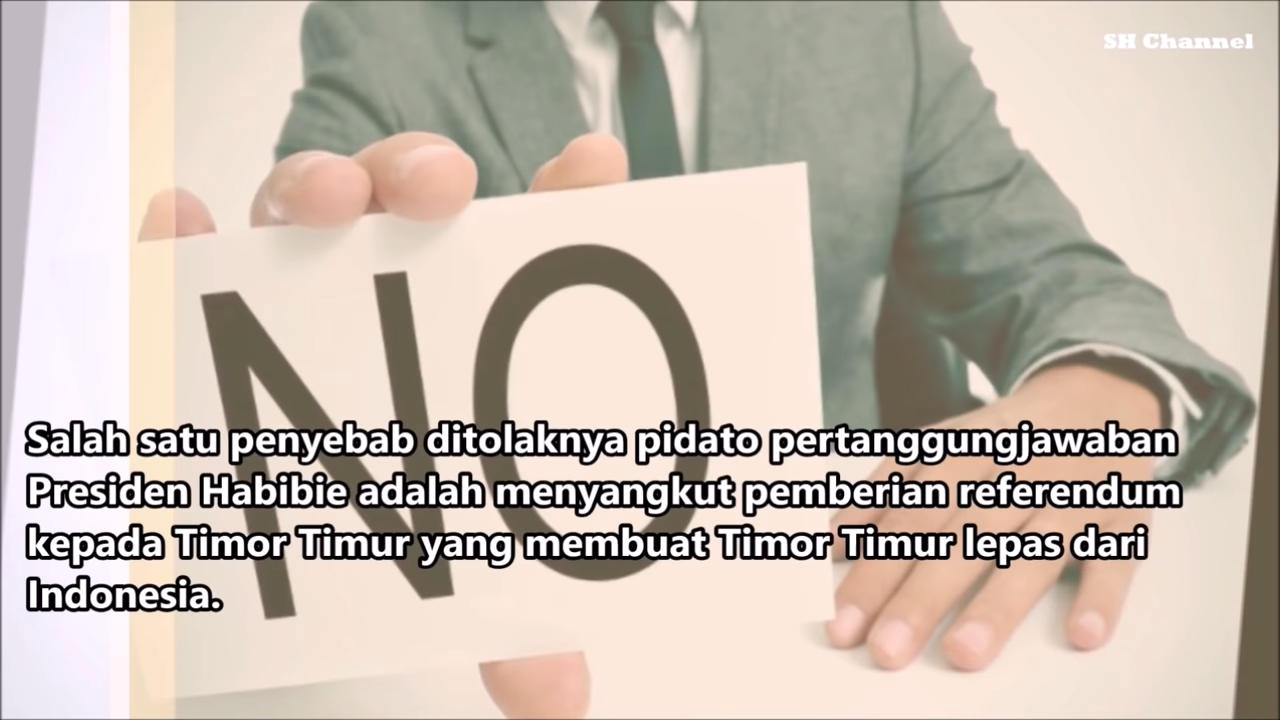 SH Channel
NO
Salah satu penyebab ditolaknya pidato pertanggungjawaban
Presiden Habibie adalah menyangkut pemberian referendum
kepada Timor Timur yang membuat Timor Timur lepas dari
Indonesia.